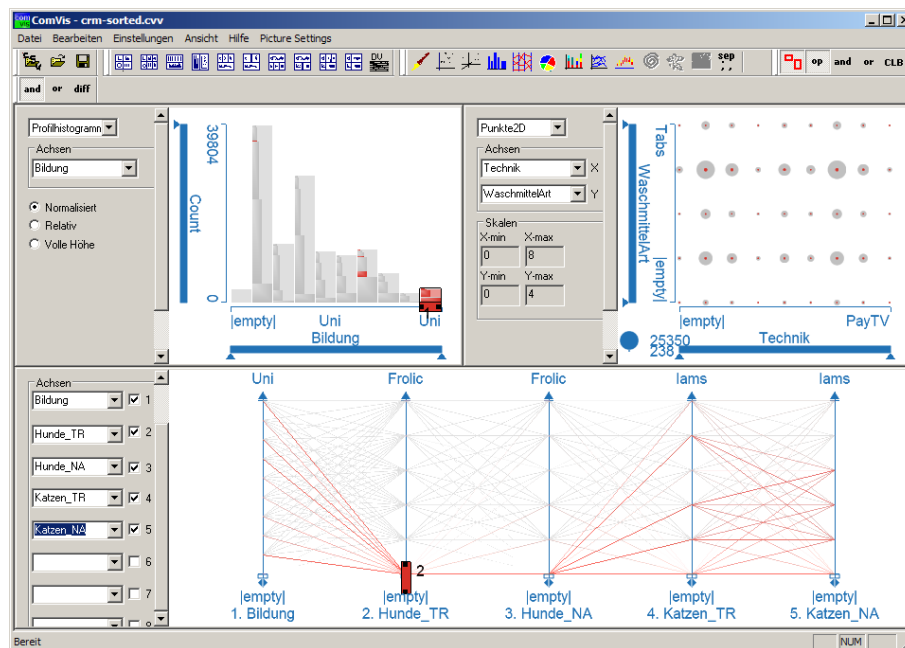 ComVis - crm-sorted.cvv
Datei Bearbeiten Einstellungen Ansicht Hilfe Picture Settings
sep
op and or CLB
and or diff
Profilhistogramm
Achsen
Bildung
Normalisiert
Relativ
Volle Höhe
39804
Count
0
|empty| Uni Uni
Bildung
1
Punkte2D
Achsen
Technik X
WaschmittelArt Y
Skalen
X-min X-max
0 8
Y-min Y-max
0 4
Tabs
WaschmittelArt
|empty|
|empty| PayTV
Technik
25350
238
Achsen
Bildung 1
Hunde_TR 2
Hunde_NA 3
Katzen_TR 4
Katzen_NA 5
6
7
Uni Frolic Frolic Iams Iams
2
|empty| |empty| |empty| |empty| |empty|
1. Bildung 2. Hunde_TR 3. Hunde_NA 4. Katzen_TR 5. Katzen_NA
Bereit NUM